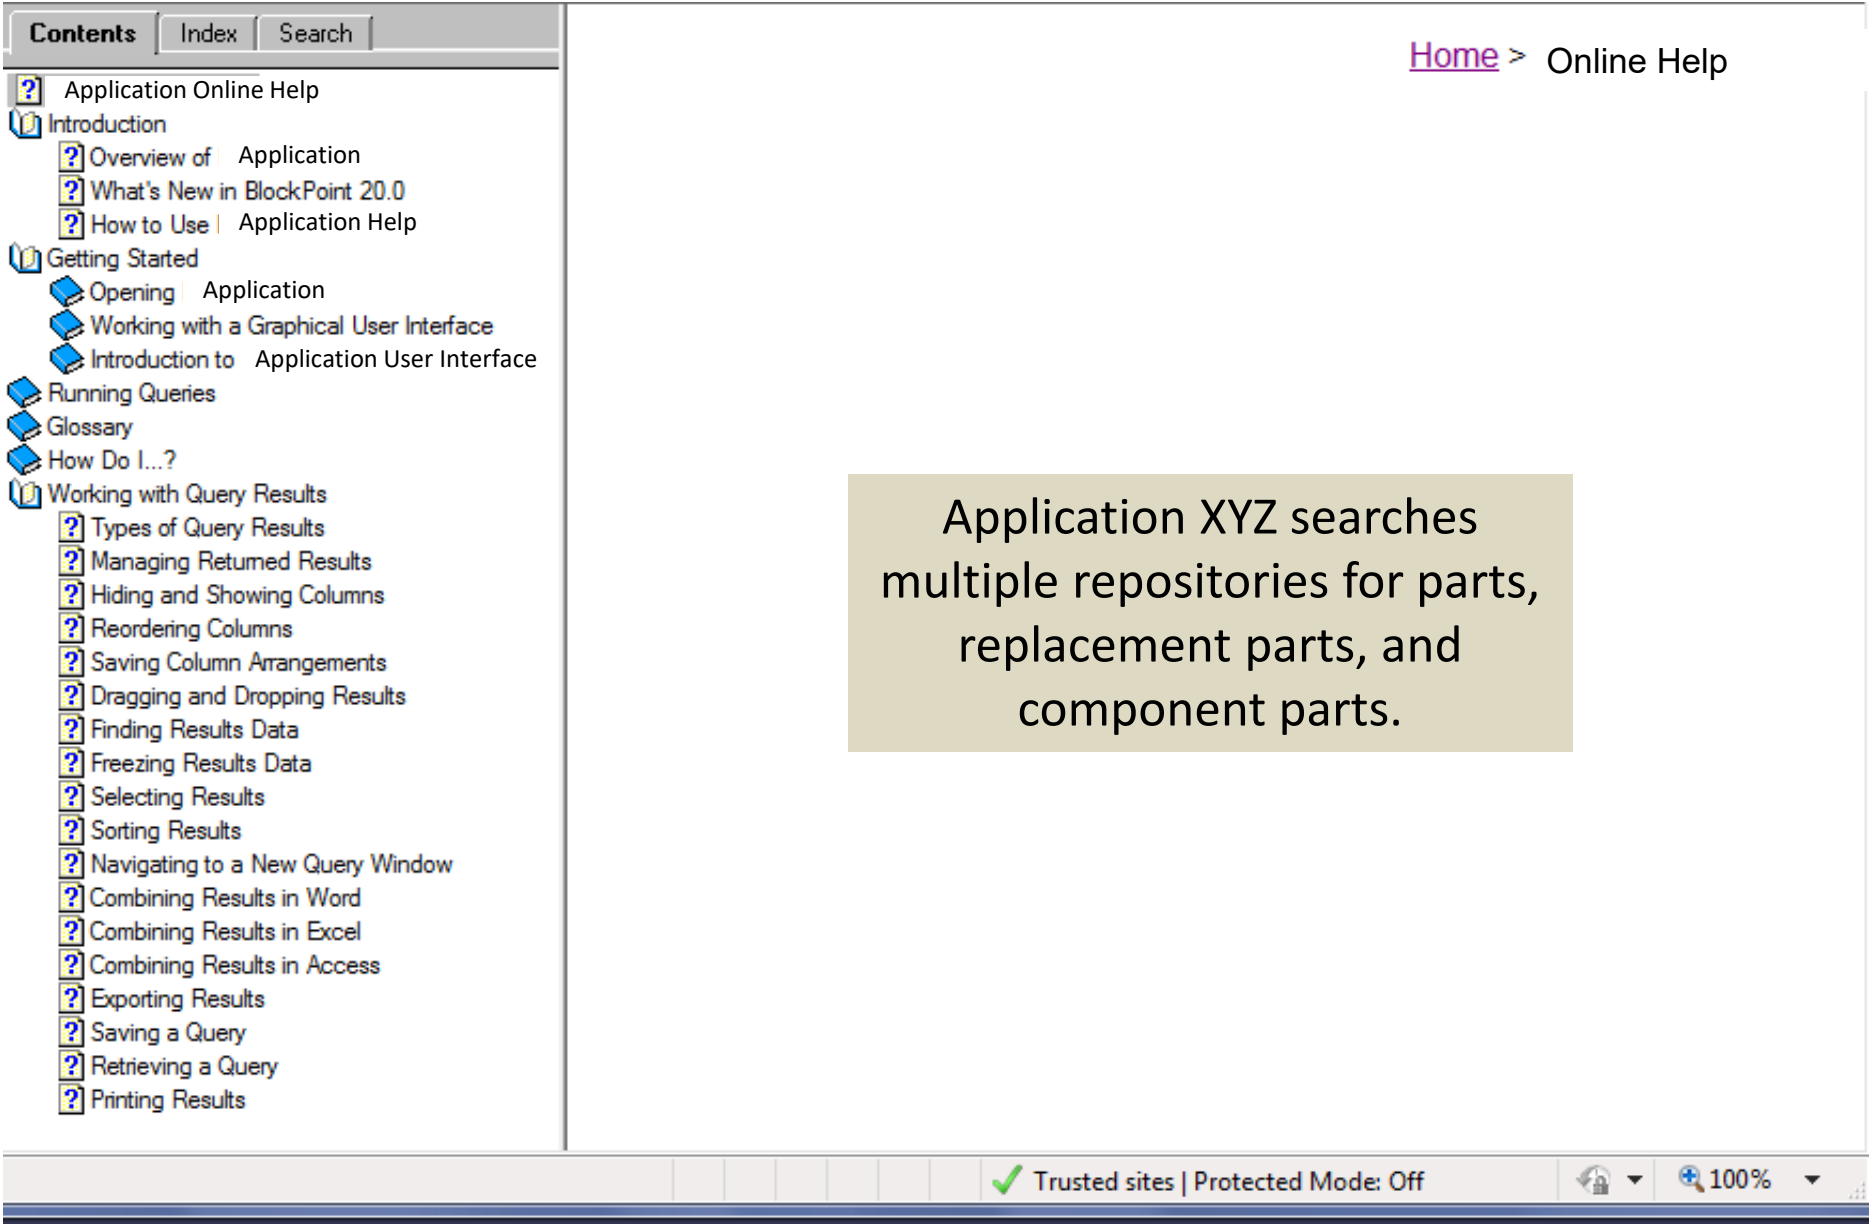 Contents Index Search
Home > Online Help
Application Online Help
Introduction
Overview of Application
What's New in BlockPoint 20.0
How to Use Application Help
Getting Started
Opening Application
Working with a Graphical User Interface
Introduction to Application User Interface
Running Queries
Glossary
How Do I...?
Working with Query Results
Types of Query Results
Managing Returned Results
Hiding and Showing Columns
Reordering Columns
Saving Column Arrangements
Dragging and Dropping Results
Finding Results Data
Freezing Results Data
Selecting Results
Sorting Results
Navigating to a New Query Window
Combining Results in Word
Combining Results in Excel
Combining Results in Access
Exporting Results
Saving a Query
Retrieving a Query
Printing Results
Application XYZ searches
multiple repositories for parts,
replacement parts, and
component parts.
Trusted sites | Protected Mode: Off
100%